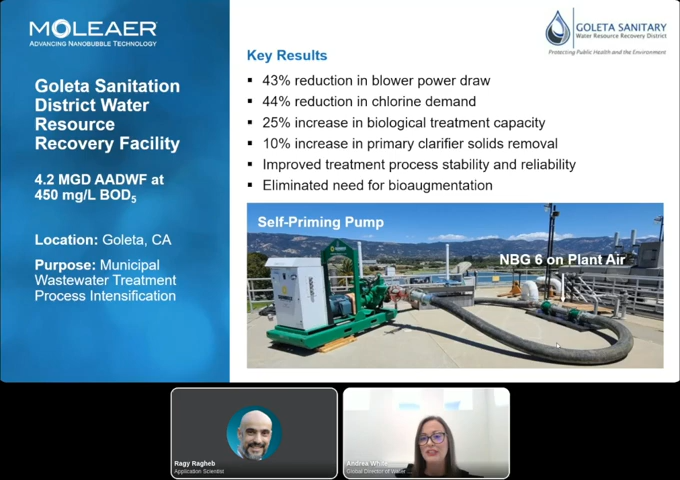 MOLEAER
ADVANCING NANOBUBBLE TECHNOLOGY
Goleta Sanitation
District Water
Resource
Recovery Facility
4.2 MGD AADWF at
450 mg/L BOD₅
Location: Goleta, CA
Purpose: Municipal
Wastewater Treatment
Process Intensification
GOLETA SANITARY
Water Resource Recovery District
Protecting Public Health and the Environment
Key Results
▪ 43% reduction in blower power draw
▪ 44% reduction in chlorine demand
▪ 25% increase in biological treatment capacity
▪ 10% increase in primary clarifier solids removal
▪ Improved treatment process stability and reliability
▪ Eliminated need for bioaugmentation
Self-Priming Pump
NBG 6 on Plant Air
Ragy Ragheb
Application Scientist
Andrea White
Global Director of Water